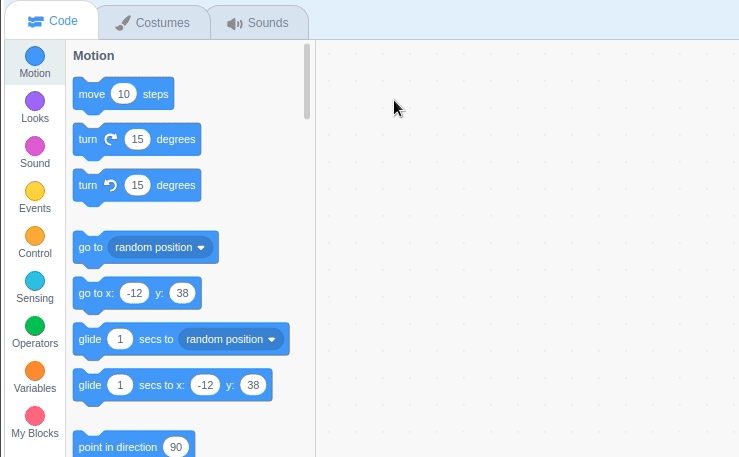 Code Costumes Sounds
Motion
Looks
Sound
Events
Control
Sensing
Operators
Variables
My Blocks
Motion
move 10 steps
turn 15 degrees
turn 15 degrees
go to random position
go to x: -12 y: 38
glide 1 secs to random position
glide 1 secs to x: -12 y: 38
point in direction 90